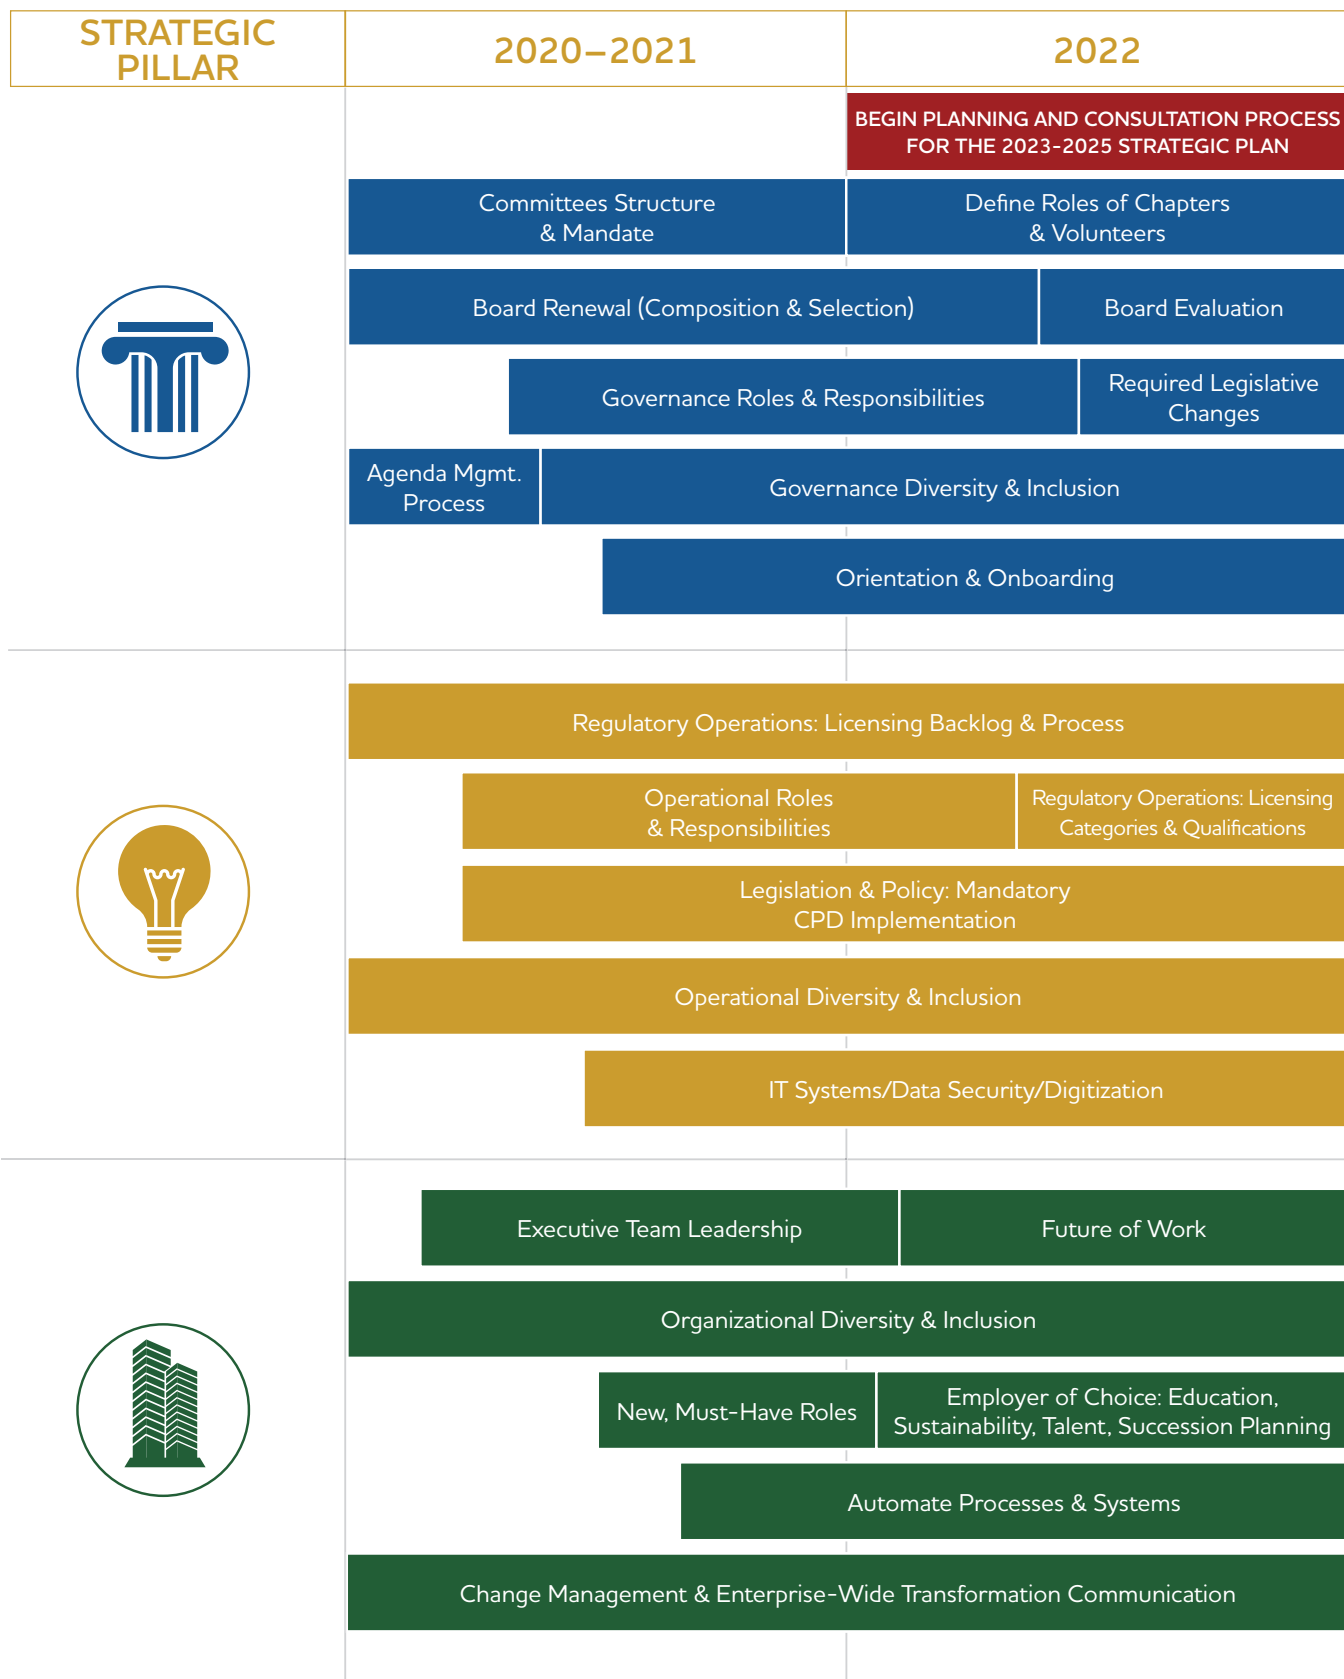 STRATEGIC
PILLAR
2020–2021
2022
BEGIN PLANNING AND CONSULTATION PROCESS
FOR THE 2023-2025 STRATEGIC PLAN
Committees Structure
& Mandate
Define Roles of Chapters
& Volunteers
Board Renewal (Composition & Selection)
Board Evaluation
Governance Roles & Responsibilities
Required Legislative
Changes
Agenda Mgmt.
Process
Governance Diversity & Inclusion
Orientation & Onboarding
Regulatory Operations: Licensing Backlog & Process
Operational Roles
& Responsibilities
Regulatory Operations: Licensing
Categories & Qualifications
Legislation & Policy: Mandatory
CPD Implementation
Operational Diversity & Inclusion
IT Systems/Data Security/Digitization
Executive Team Leadership
Future of Work
Organizational Diversity & Inclusion
New, Must-Have Roles
Employer of Choice: Education,
Sustainability, Talent, Succession Planning
Automate Processes & Systems
Change Management & Enterprise-Wide Transformation Communication